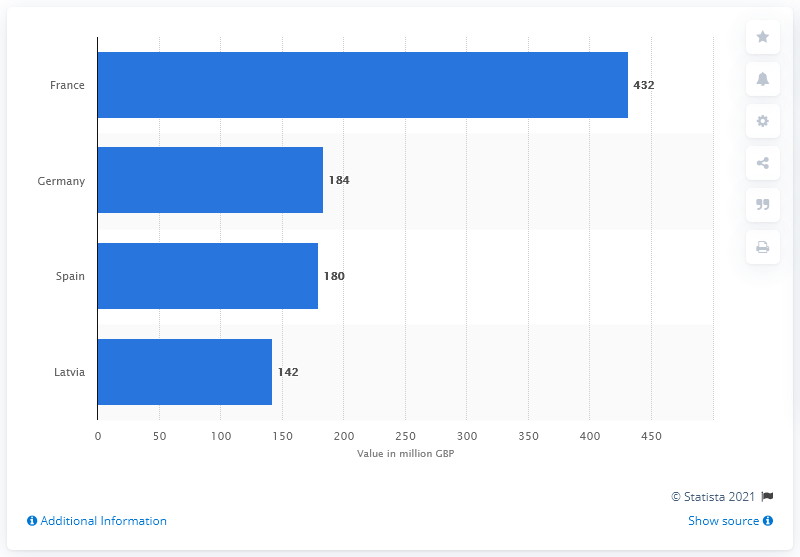 France 432
Germany 184
Spain 180
Latvia 142
0 50 100 150 200 250 300 350 400 450
Value in million GBP
© Statista 2021
Additional Information Show source